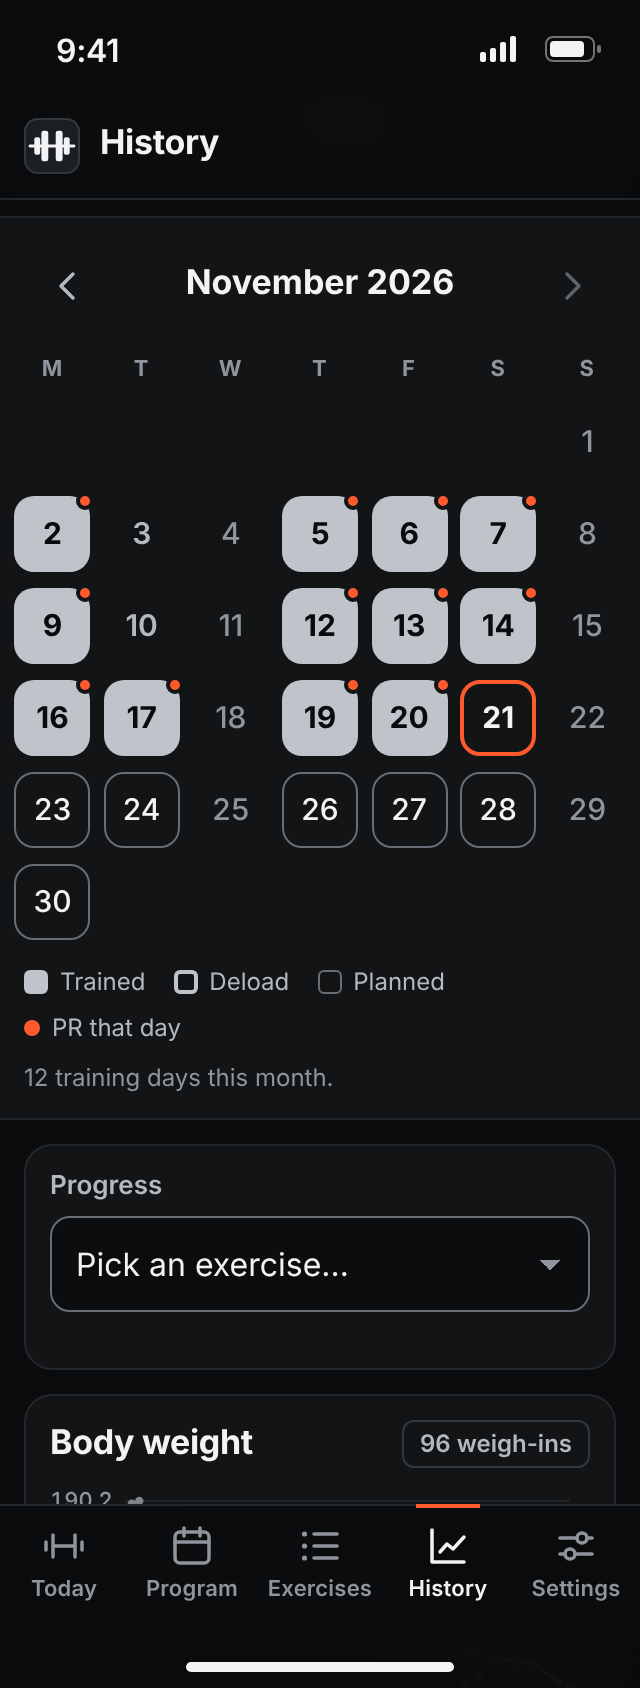 9:41
History
November 2026
M T W T F S S
1
2 3 4 5 6 7 8
9 10 11 12 13 14 15
16 17 18 19 20 21 22
23 24 25 26 27 28 29
30
Trained Deload Planned
PR that day
12 training days this month.
Progress
Pick an exercise...
Body weight 96 weigh-ins
190.2
Today Program Exercises History Settings